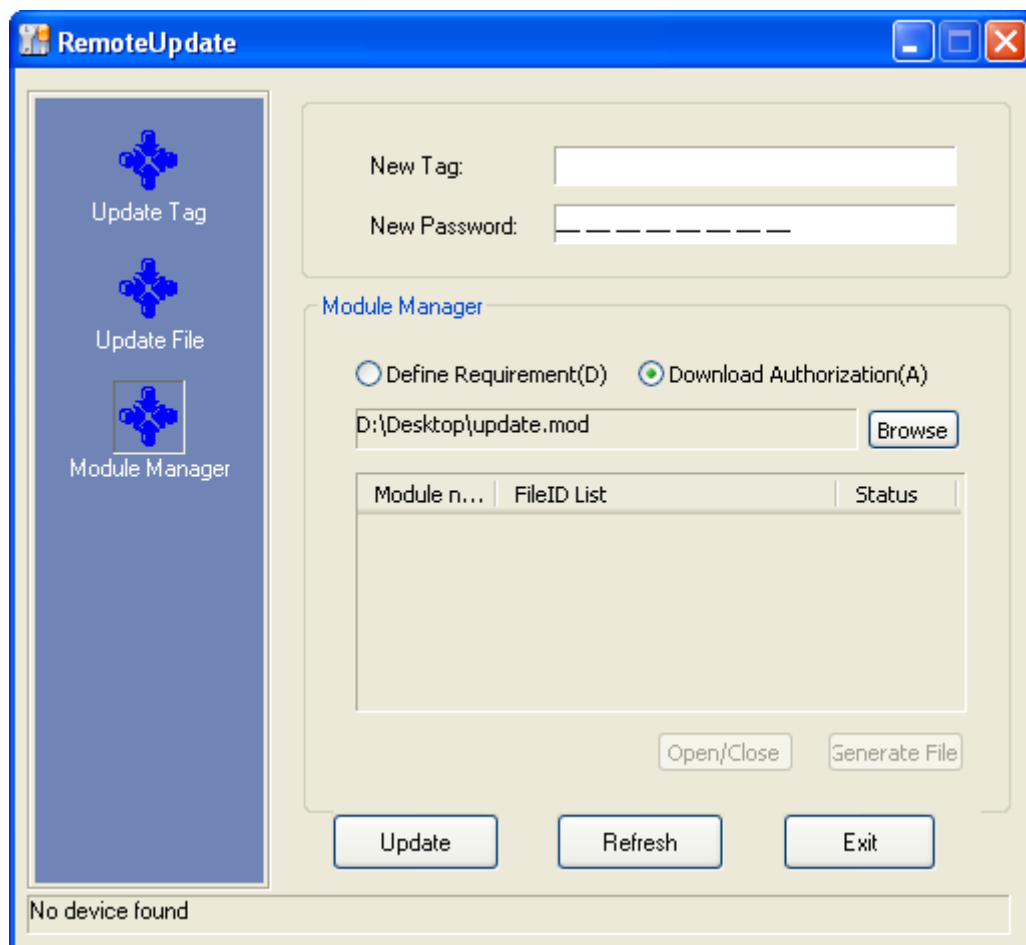 RemoteUpdate
Update Tag
Update File
Module Manager
New Tag:
New Password: _ _ _ _ _ _ _ _
Module Manager
Define Requirement(D) Download Authorization(A)
D:\Desktop\update.mod Browse
Module n... FileID List Status
Open/Close Generate File
Update Refresh Exit
No device found